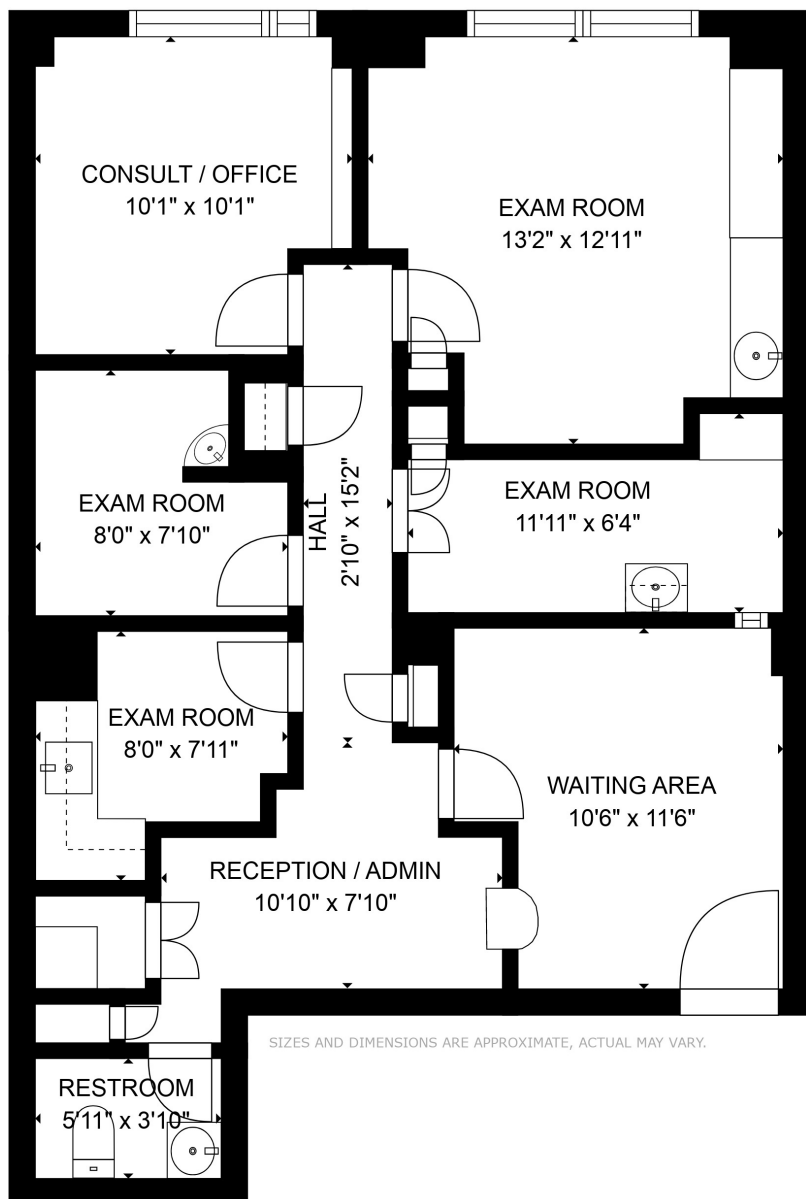 CONSULT / OFFICE
10'1" x 10'1"
EXAM ROOM
13'2" x 12'11"
EXAM ROOM
8'0" x 7'10"
HALL
2'10" x 15'2"
EXAM ROOM
11'11" x 6'4"
EXAM ROOM
8'0" x 7'11"
WAITING AREA
10'6" x 11'6"
RECEPTION / ADMIN
10'10" x 7'10"
SIZES AND DIMENSIONS ARE APPROXIMATE, ACTUAL MAY VARY.
RESTROOM
5'11" x 3'10"